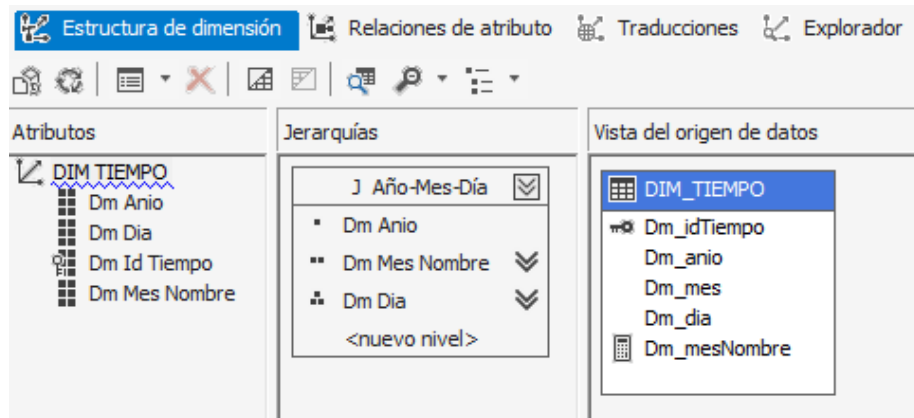 Estructura de dimensión Relaciones de atributo Traducciones Explorador
Atributos
DIM TIEMPO
Dm Anio
Dm Dia
Dm Id Tiempo
Dm Mes Nombre
Jerarquías
J Año-Mes-Día
Dm Anio
Dm Mes Nombre
Dm Dia
<nuevo nivel>
Vista del origen de datos
DIM_TIEMPO
Dm_idTiempo
Dm_anio
Dm_mes
Dm_dia
Dm_mesNombre